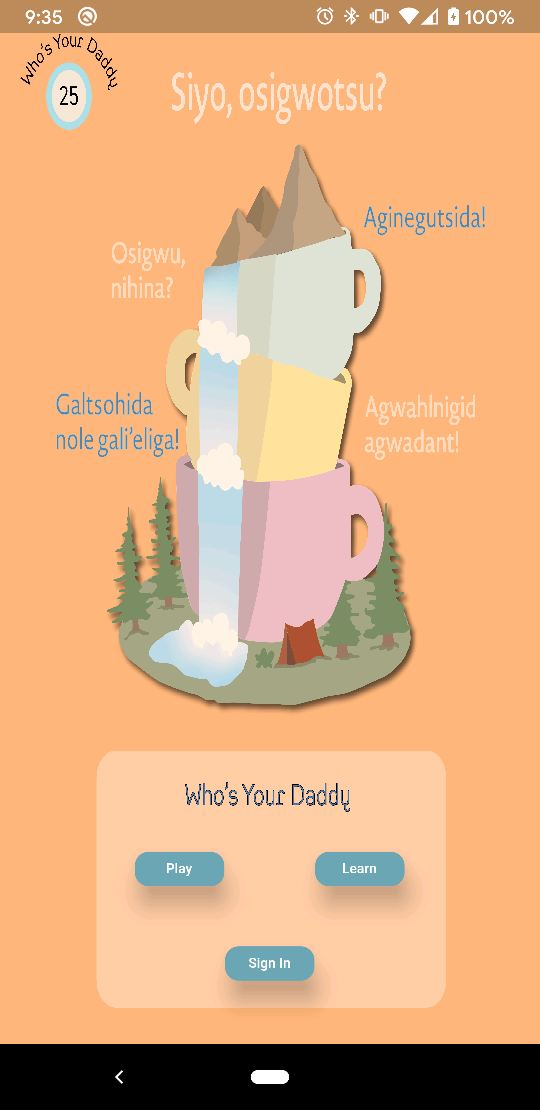 9:35
100%
Who's Your Daddy
25
Siyo, osigwotsu?
Aginegutsida!
Osigwu,
nihina?
Galtsohida
nole gali'eliga!
Agwahlnigid
agwadant!
Who's Your Daddy
Play
Learn
Sign In